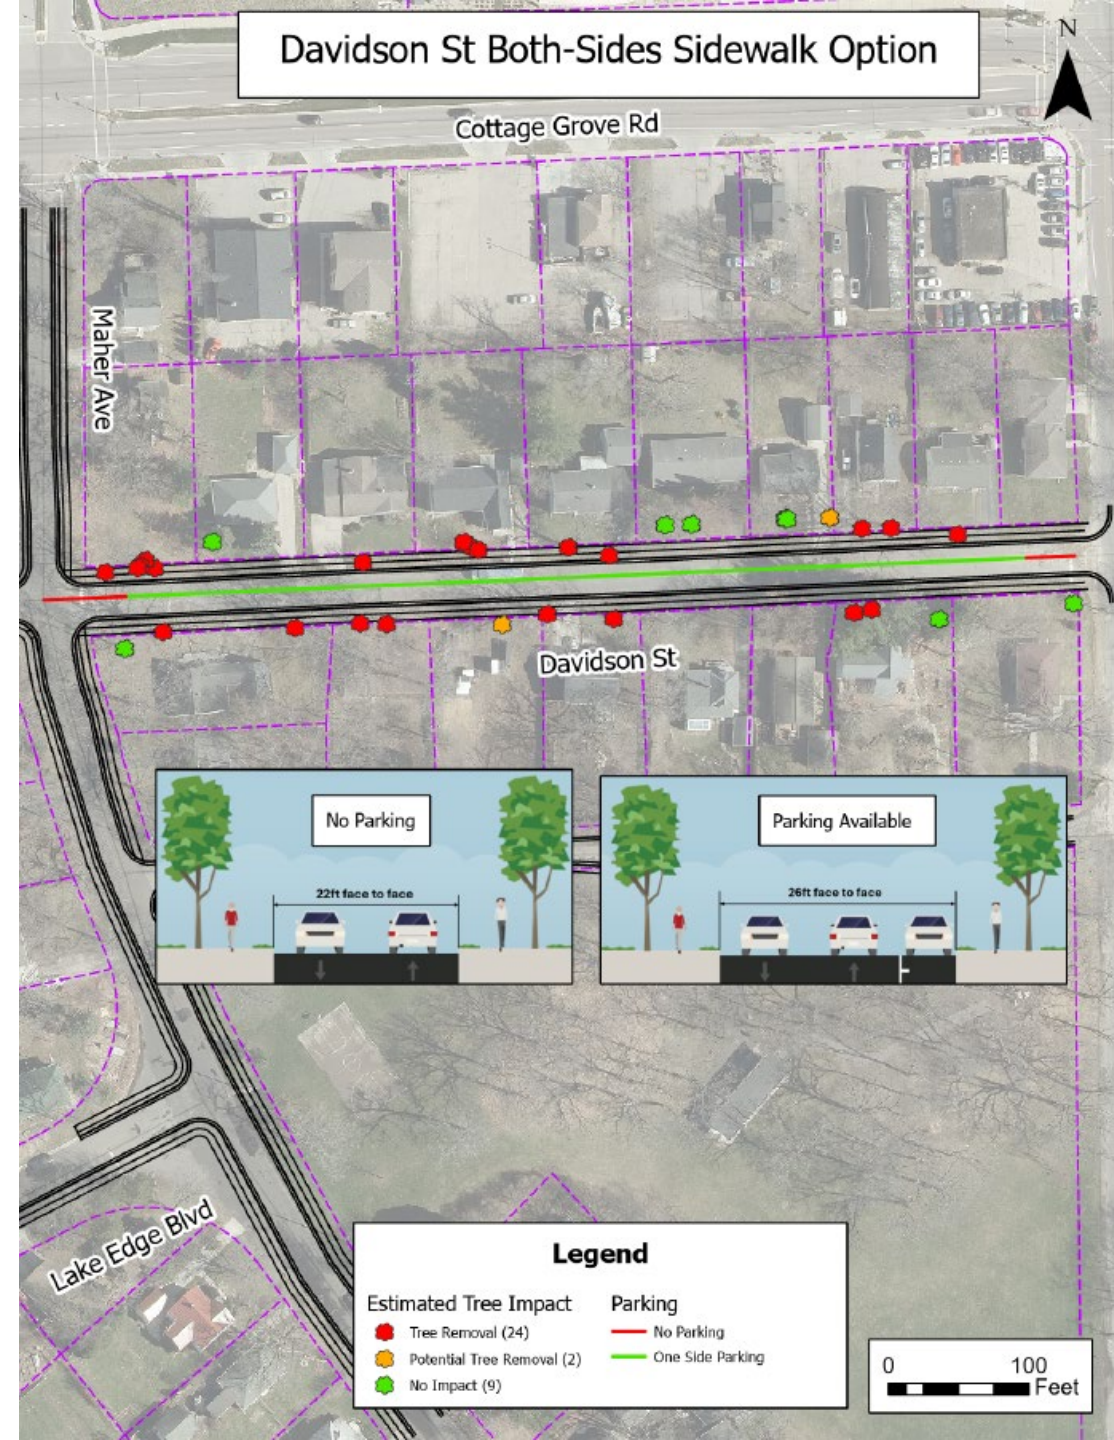 N
Davidson St Both-Sides Sidewalk Option
Cottage Grove Rd
Maher Ave
Davidson St
No Parking
22ft face to face
Parking Available
26ft face to face
Lake Edge Blvd
Legend
Estimated Tree Impact
Tree Removal (24)
Potential Tree Removal (2)
No Impact (9)
Parking
No Parking
One Side Parking
0 100
Feet